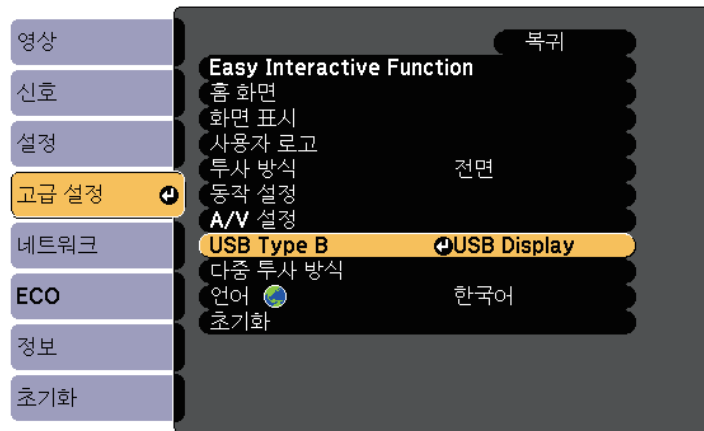 영상
신호
설정
고급 설정
네트워크
ECO
정보
초기화
복귀
Easy Interactive Function
홈 화면
화면 표시
사용자 로고
투사 방식 전면
동작 설정
A/V 설정
USB Type B USB Display
다중 투사 방식
언어 한국어
초기화